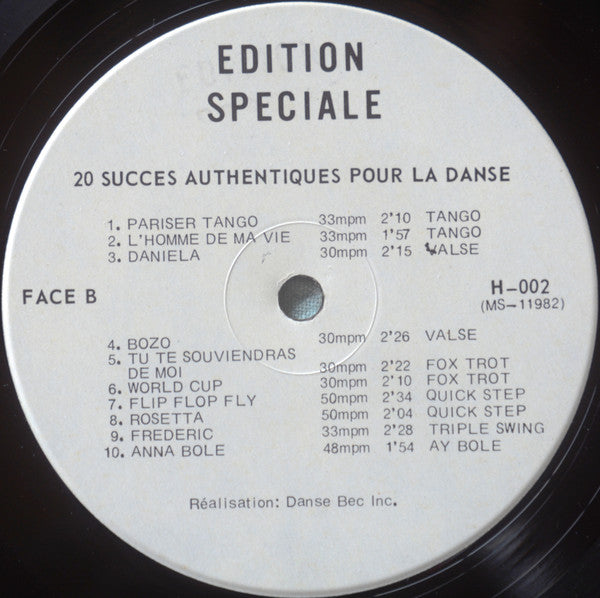 EDITION
SPECIALE
20 SUCCES AUTHENTIQUES POUR LA DANSE
1. PARISER TANGO 33mpm 2'10 TANGO
2. L'HOMME DE MA VIE 33mpm 1'57 TANGO
3. DANIELA 30mpm 2'15 VALSE
FACE B
H-002
(MS-11982)
4. BOZO 30mpm 2'26 VALSE
5. TU TE SOUVIENDRAS
DE MOI 30mpm 2'22 FOX TROT
6. WORLD CUP 30mpm 2'10 FOX TROT
7. FLIP FLOP FLY 50mpm 2'34 QUICK STEP
8. ROSETTA 50mpm 2'04 QUICK STEP
9. FREDERIC 33mpm 2'28 TRIPLE SWING
10. ANNA BOLE 48mpm 1'54 AY BOLE
Réalisation: Danse Bec Inc.